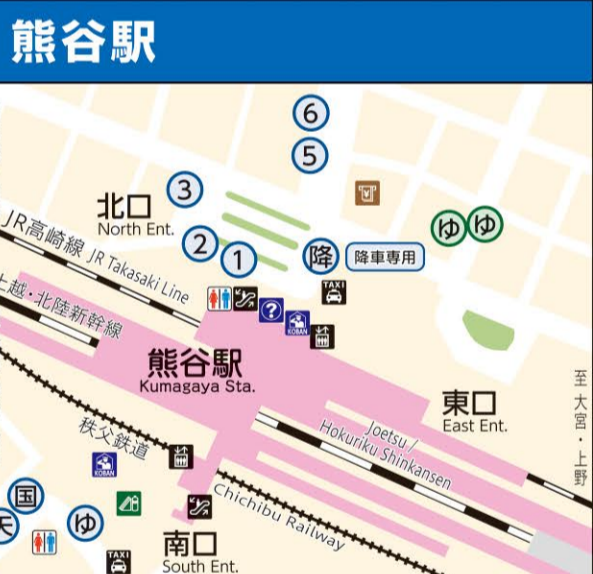 熊谷駅
6
5
3
北口
North Ent.
2
1
ゆ ゆ
降
降車専用
JR高崎線 JR Takasaki Line
TAXI
上越・北陸新幹線
?
KOBAN
熊谷駅
Kumagaya Sta.
東口
East Ent.
至 大宮・上野
Joetsu /
Hokuriku Shinkansen
秩父鉄道
KOBAN
Chichibu Railway
国
天
ゆ
南口
South Ent.
TAXI